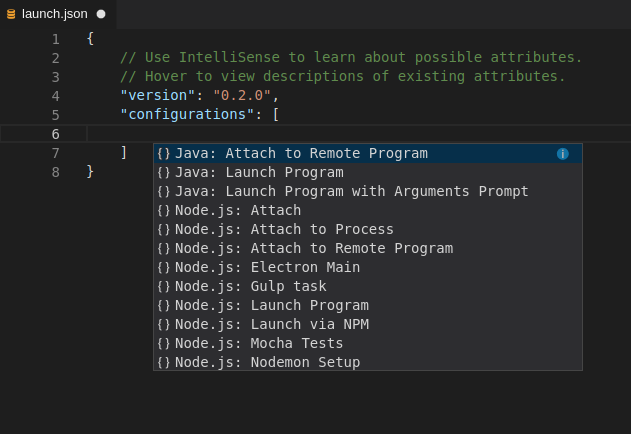 launch.json
1 {
2 // Use IntelliSense to learn about possible attributes.
3 // Hover to view descriptions of existing attributes.
4 "version": "0.2.0",
5 "configurations": [
6
7 ]
8 }
{} Java: Attach to Remote Program
{} Java: Launch Program
{} Java: Launch Program with Arguments Prompt
{} Node.js: Attach
{} Node.js: Attach to Process
{} Node.js: Attach to Remote Program
{} Node.js: Electron Main
{} Node.js: Gulp task
{} Node.js: Launch Program
{} Node.js: Launch via NPM
{} Node.js: Mocha Tests
{} Node.js: Nodemon Setup